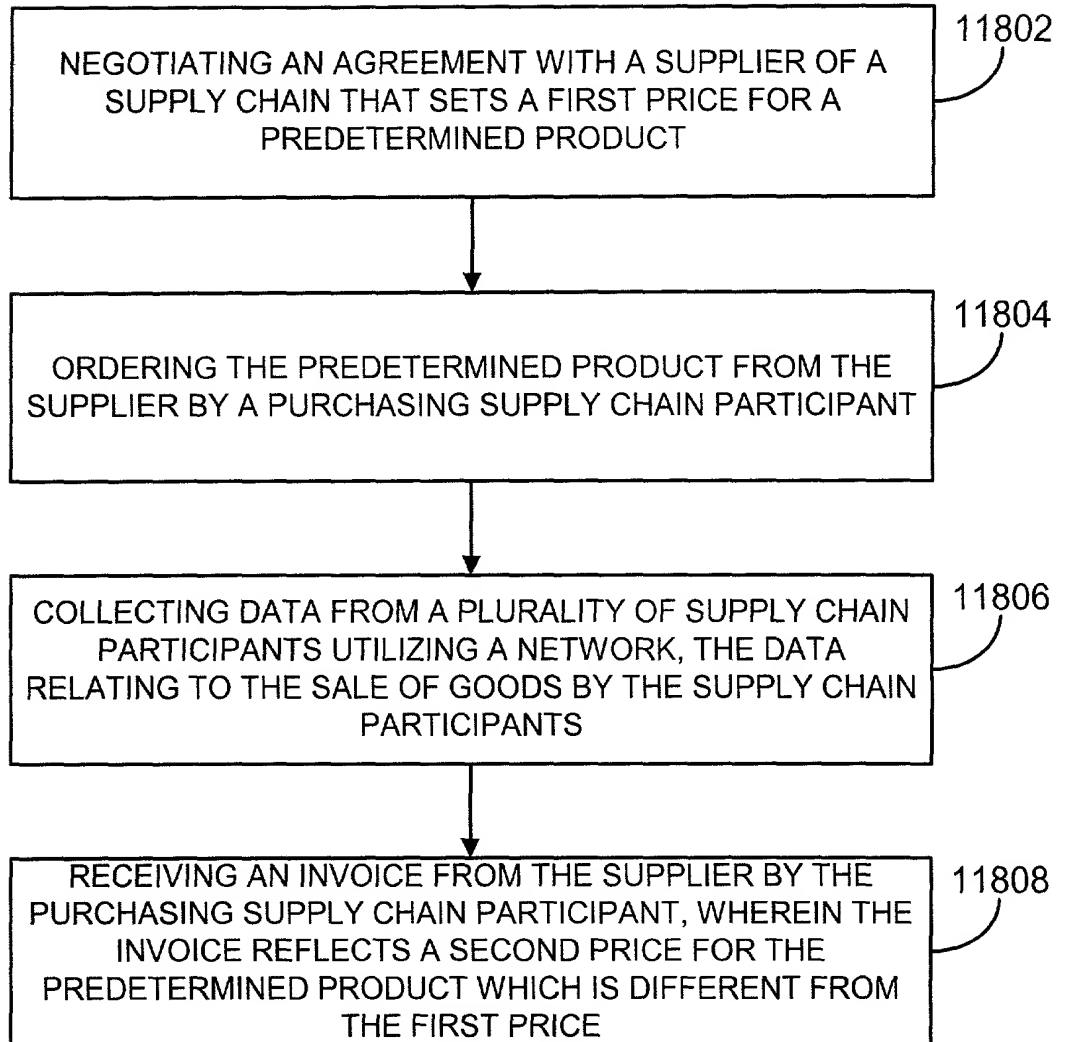 NEGOTIATING AN AGREEMENT WITH A SUPPLIER OF A
SUPPLY CHAIN THAT SETS A FIRST PRICE FOR A
PREDETERMINED PRODUCT
11802
ORDERING THE PREDETERMINED PRODUCT FROM THE
SUPPLIER BY A PURCHASING SUPPLY CHAIN PARTICIPANT
11804
COLLECTING DATA FROM A PLURALITY OF SUPPLY CHAIN
PARTICIPANTS UTILIZING A NETWORK, THE DATA
RELATING TO THE SALE OF GOODS BY THE SUPPLY CHAIN
PARTICIPANTS
11806
RECEIVING AN INVOICE FROM THE SUPPLIER BY THE
PURCHASING SUPPLY CHAIN PARTICIPANT, WHEREIN THE
INVOICE REFLECTS A SECOND PRICE FOR THE
PREDETERMINED PRODUCT WHICH IS DIFFERENT FROM
THE FIRST PRICE
11808